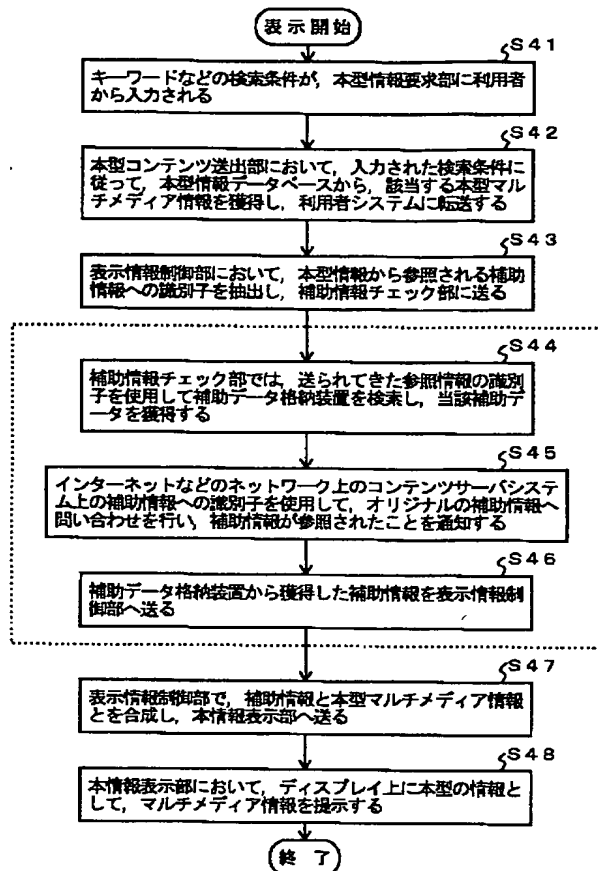 表示開始
S41
キーワードなどの検索条件が，本型情報要求部に利用者
から入力される
S42
本型コンテンツ送出部において，入力された検索条件に
従って，本型情報データベースから，該当する本型マル
チメディア情報を獲得し，利用者システムに転送する
S43
表示情報制御部において，本型情報から参照される補助
情報への識別子を抽出し，補助情報チェック部に送る
S44
補助情報チェック部では，送られてきた参照情報の識別
子を使用して補助データ格納装置を検索し，当該補助デ
ータを獲得する
S45
インターネットなどのネットワーク上のコンテンツサーバシステ
ム上の補助情報への識別子を使用して，オリジナルの補助情報へ
問い合わせを行い，補助情報が参照されたことを通知する
S46
補助データ格納装置から獲得した補助情報を表示情報制
御部へ送る
S47
表示情報制御部で，補助情報と本型マルチメディア情報
とを合成し，本情報表示部へ送る
S48
本情報表示部において，ディスプレイ上に本型の情報と
して，マルチメディア情報を提示する
終了